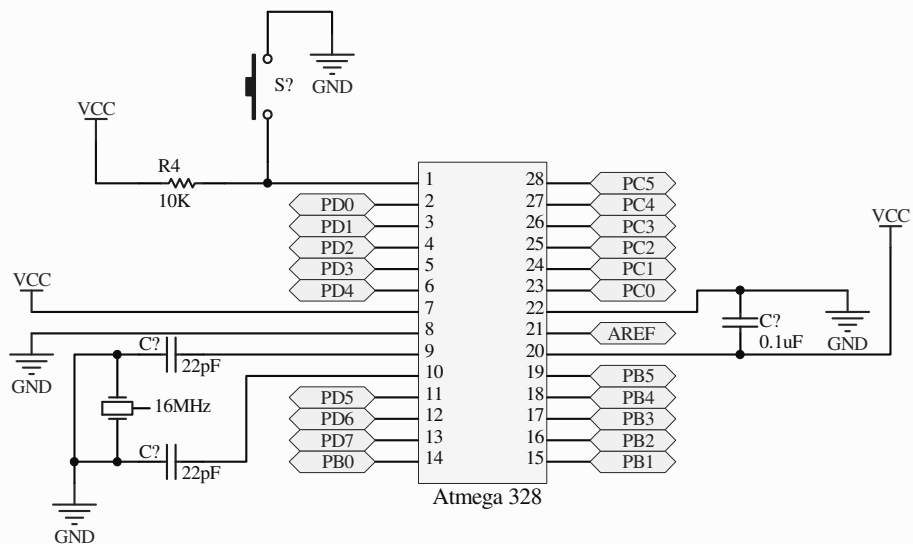 S?
GND
VCC
R4
10K
1
2
3
4
5
6
7
8
9
10
11
12
13
14
28
27
26
25
24
23
22
21
20
19
18
17
16
15
PD0
PD1
PD2
PD3
PD4
VCC
GND
C?
22pF
16MHz
C?
22pF
GND
PD5
PD6
PD7
PB0
PC5
PC4
PC3
PC2
PC1
PC0
AREF
PB5
PB4
PB3
PB2
PB1
VCC
C?
0.1uF
GND
Atmega 328